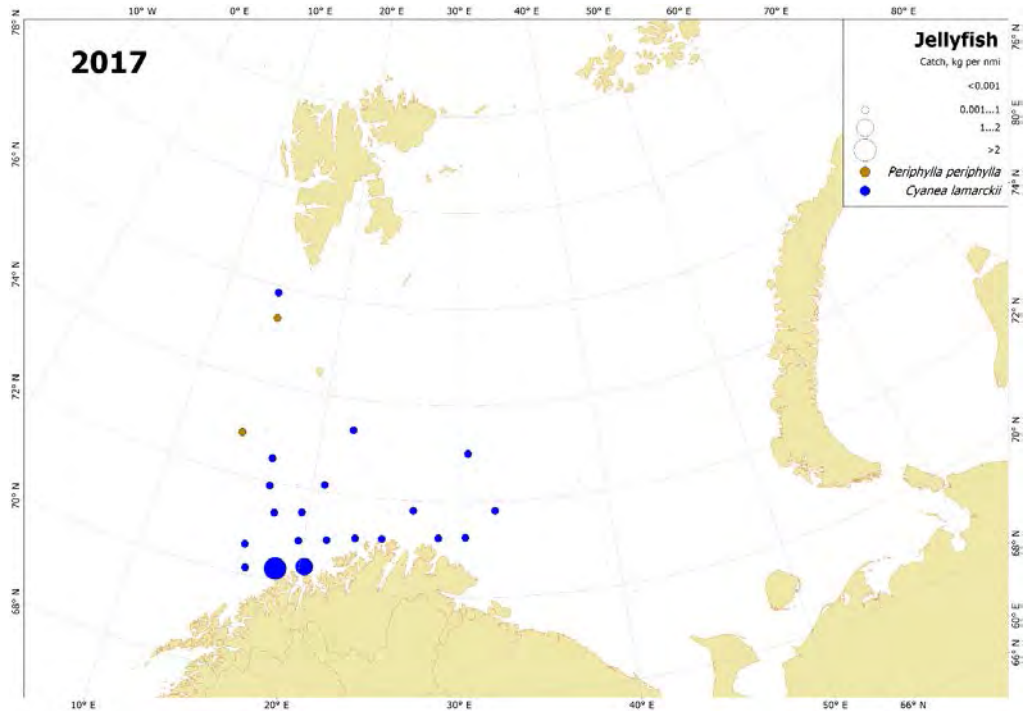 10° W 0° E 10° E 20° E 30° E 40° E 50° E 60° E 70° E 80° E
78° N
76° N
74° N
72° N
70° N
68° N
2017
Jellyfish
Catch, kg per nmi
<0.001
0.001...1
1...2
>2
Periphylla periphylla
Cyanea lamarckii
76° N
80° E
74° N
72° N
70° N
68° N
60° E
66° N
10° E 20° E 30° E 40° E 50° E 66° N